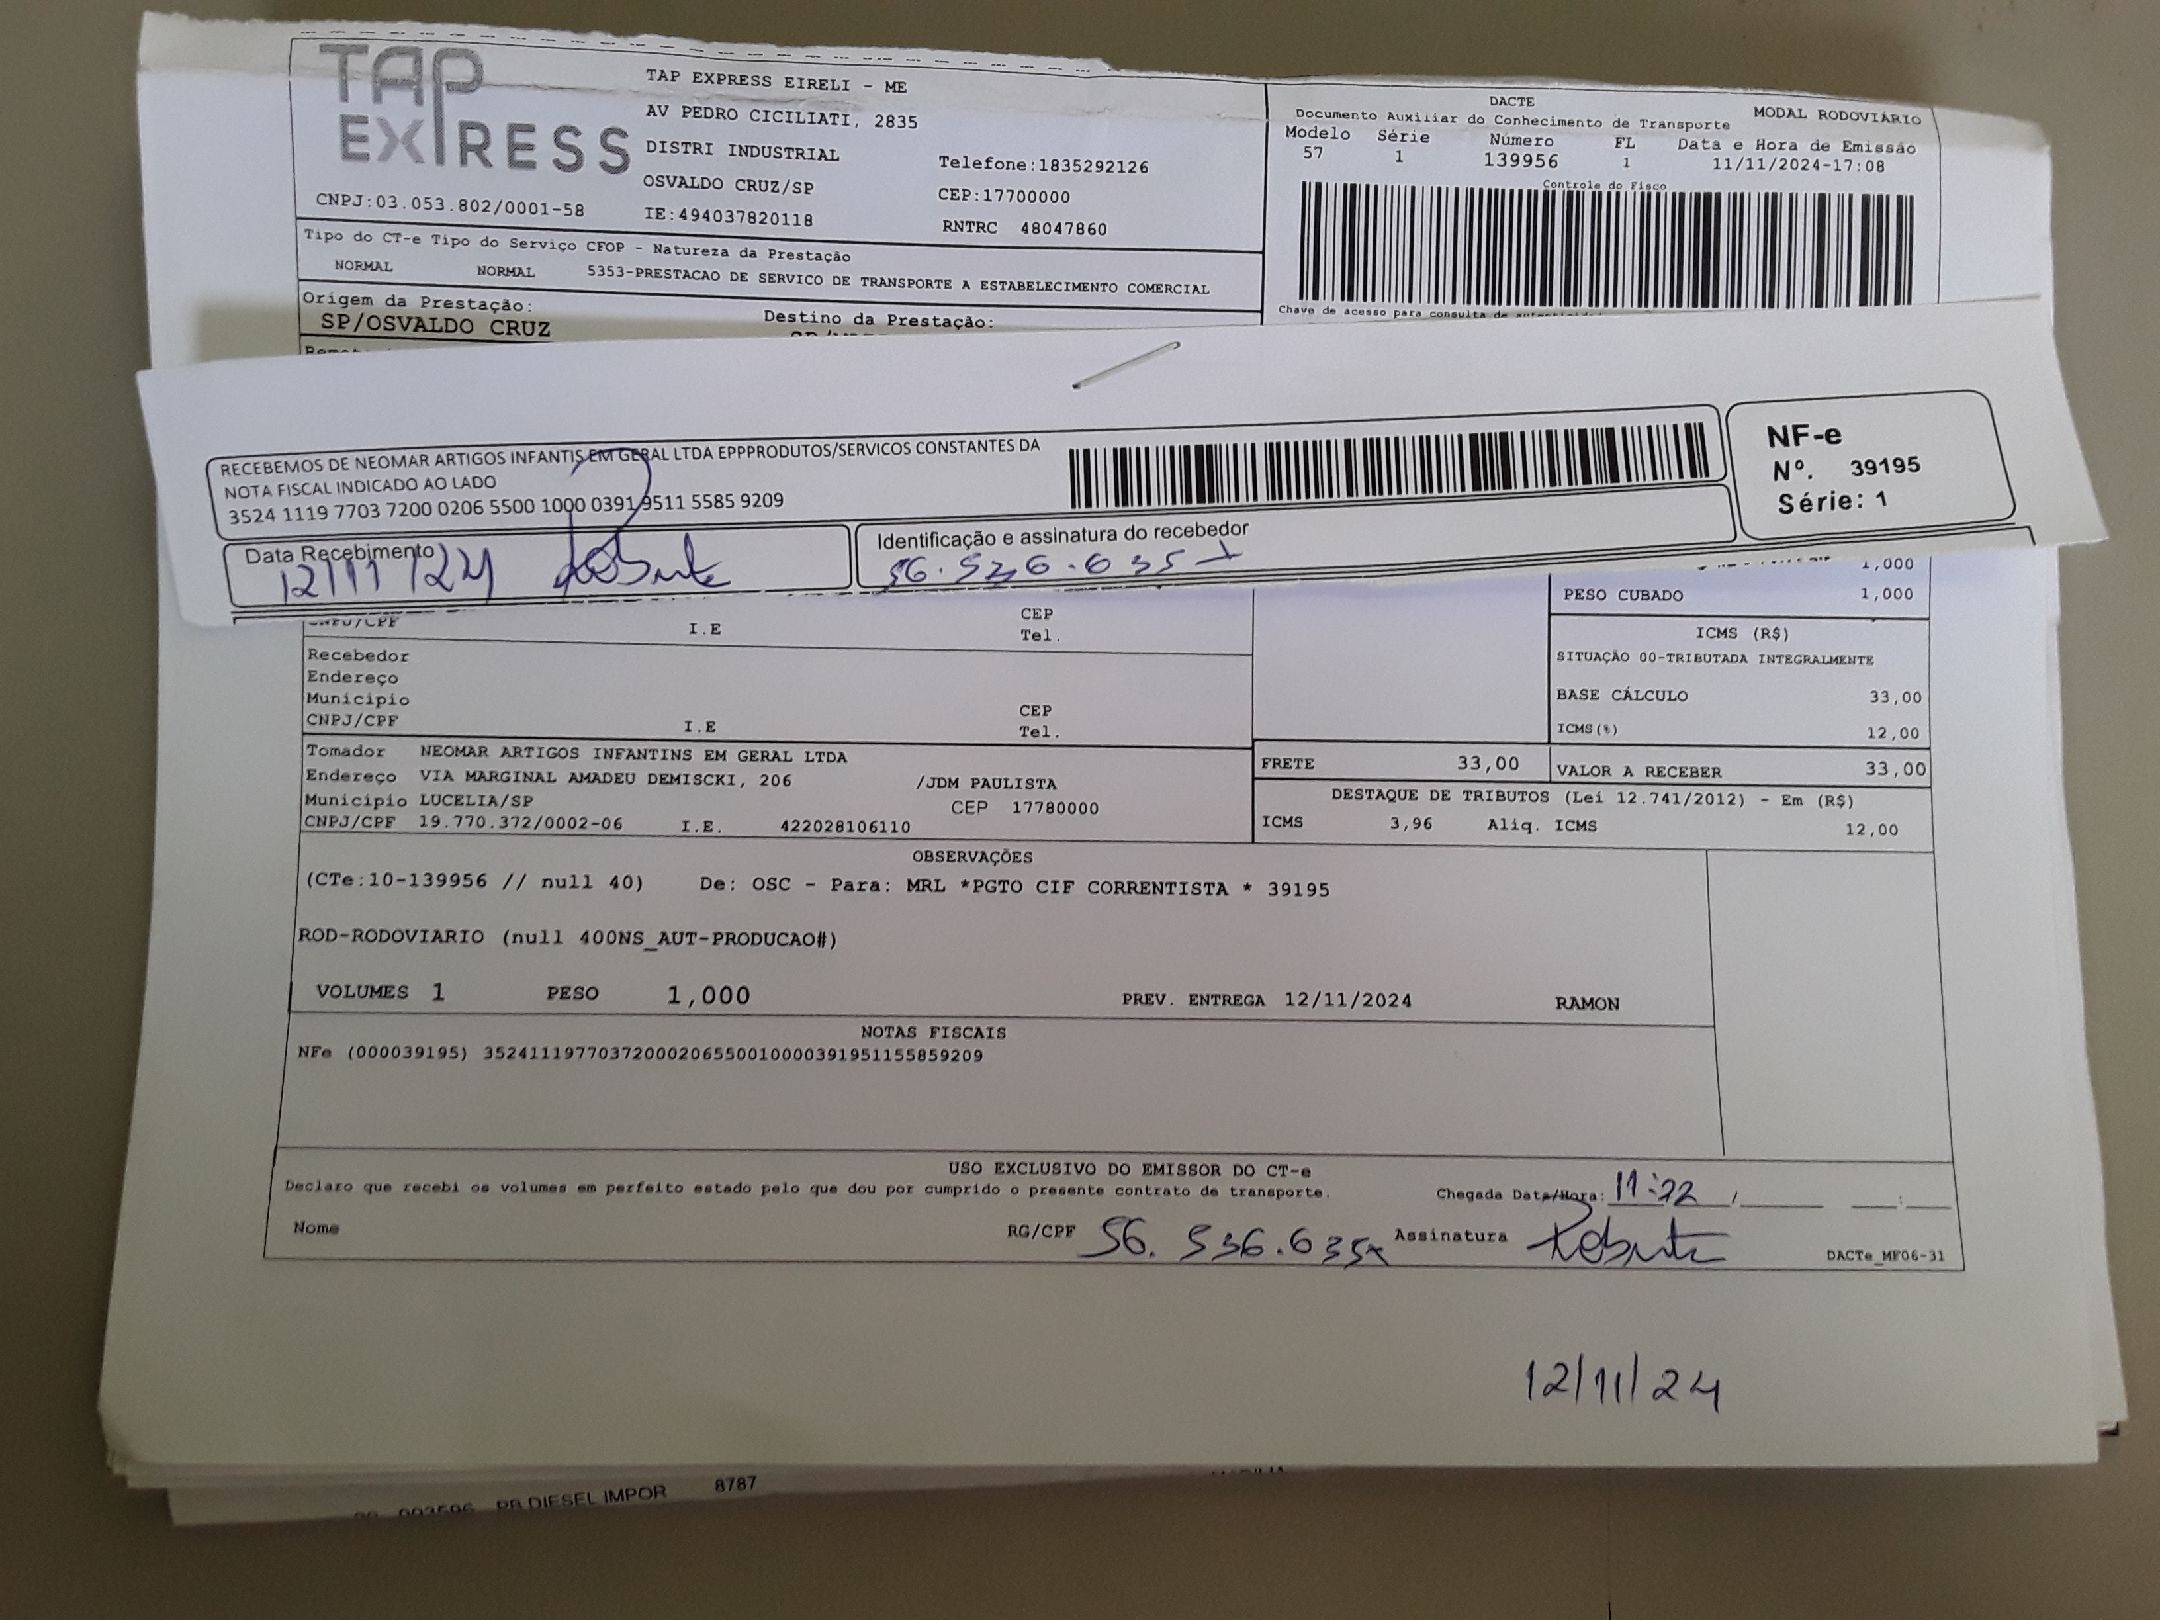 TAP EXPRESS
TAP EXPRESS EIRELI - ME
AV PEDRO CICILIATI, 2835
DISTRI INDUSTRIAL Telefone:1835292126
OSVALDO CRUZ/SP CEP:17700000
CNPJ:03.053.802/0001-58 IE:494037820118 RNTRC 48047860
DACTE MODAL RODOVIÁRIO
Documento Auxiliar do Conhecimento de Transporte
Modelo Série Número FL Data e Hora de Emissão
57 1 139956 1 11/11/2024-17:08
Controle do Fisco
Tipo do CT-e Tipo do Serviço CFOP - Natureza da Prestação
NORMAL NORMAL 5353-PRESTACAO DE SERVICO DE TRANSPORTE A ESTABELECIMENTO COMERCIAL
Origem da Prestação: Destino da Prestação:
SP/OSVALDO CRUZ
Chave de acesso para consulta de
RECEBEMOS DE NEOMAR ARTIGOS INFANTIS EM GERAL LTDA EPPPRODUTOS/SERVICOS CONSTANTES DA
NOTA FISCAL INDICADO AO LADO
3524 1119 7703 7200 0206 5500 1000 0391 9511 5585 9209
NF-e
Nº. 39195
Série: 1
Data Recebimento Identificação e assinatura do recebedor
12/11/24 56.536.635-x
1,000
PESO CUBADO 1,000
CNPJ/CPF I.E CEP
Tel.
ICMS (R$)
SITUAÇÃO 00-TRIBUTADA INTEGRALMENTE
BASE CÁLCULO 33,00
ICMS(%) 12,00
Recebedor
Endereço
Município CEP
CNPJ/CPF I.E Tel.
Tomador NEOMAR ARTIGOS INFANTINS EM GERAL LTDA
Endereço VIA MARGINAL AMADEU DEMISCKI, 206 /JDM PAULISTA
Município LUCELIA/SP CEP 17780000
CNPJ/CPF 19.770.372/0002-06 I.E. 422028106110
FRETE 33,00 VALOR A RECEBER 33,00
DESTAQUE DE TRIBUTOS (Lei 12.741/2012) - Em (R$)
ICMS 3,96 Aliq. ICMS 12,00
OBSERVAÇÕES
(CTe:10-139956 // null 40) De: OSC - Para: MRL *PGTO CIF CORRENTISTA * 39195
ROD-RODOVIARIO (null 400NS_AUT-PRODUCAO#)
VOLUMES 1 PESO 1,000 PREV. ENTREGA 12/11/2024 RAMON
NOTAS FISCAIS
NFe (000039195) 35241119770372000206550010000391951155859209
USO EXCLUSIVO DO EMISSOR DO CT-e
Declaro que recebi os volumes em perfeito estado pelo que dou por cumprido o presente contrato de transporte. Chegada Data/Hora: 11:22 / :
Nome RG/CPF 56.536.635x Assinatura DACTe_MF06-31
12/11/24
PB DIESEL IMPOR 8787